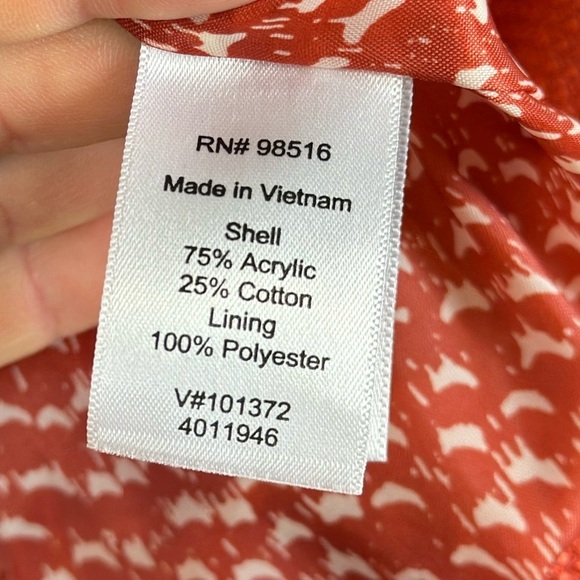 RN# 98516
Made in Vietnam
Shell
75% Acrylic
25% Cotton
Lining
100% Polyester
V#101372
4011946